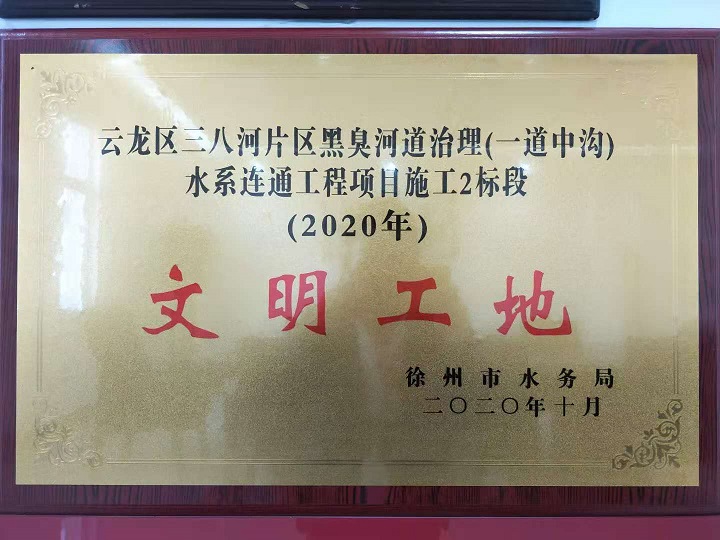 云龙区三八河片区黑臭河道治理(一道中沟)
水系连通工程项目施工2标段
(2020年)
文明工地
徐州市水务局
二〇二〇年十月